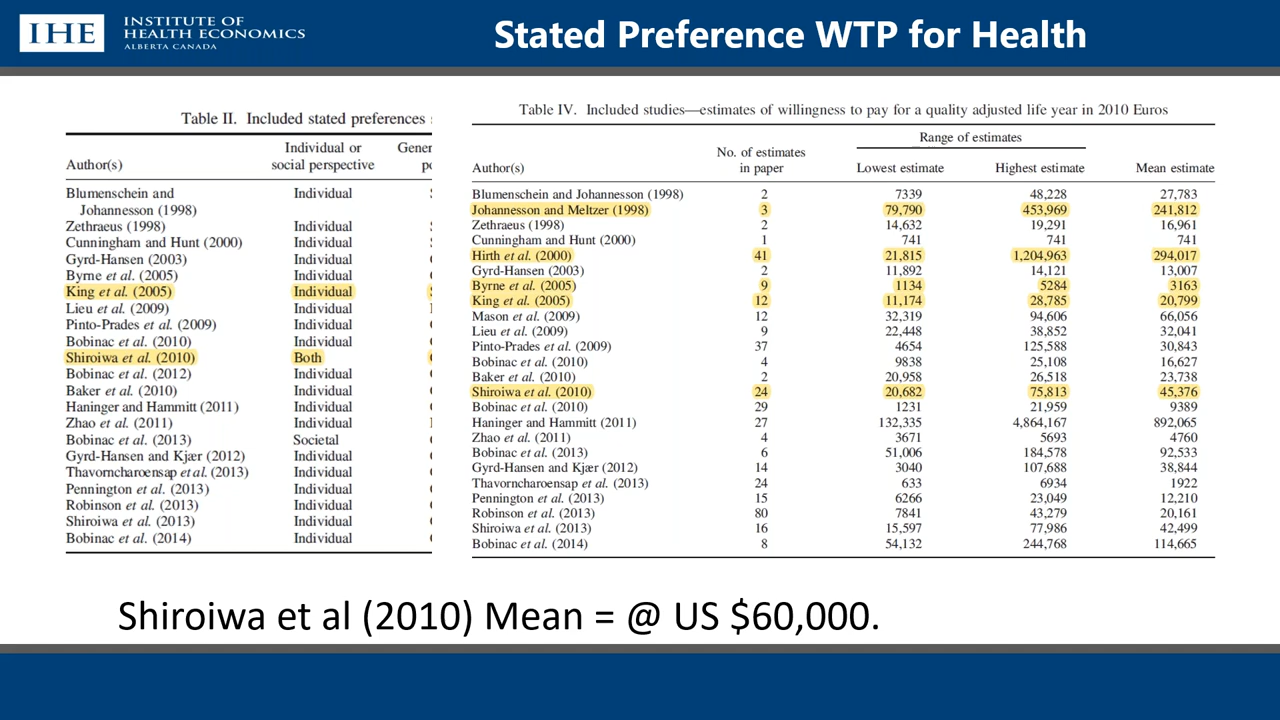 IHE
INSTITUTE OF
HEALTH ECONOMICS
ALBERTA CANADA
Stated Preference WTP for Health
Table II. Included stated preferences
Individual or
Author(s) social perspective
Blumenschein and Individual
Johannesson (1998)
Zethraeus (1998) Individual
Cunningham and Hunt (2000) Individual
Gyrd-Hansen (2003) Individual
Byrne et al. (2005) Individual
King et al. (2005) Individual
Lieu et al. (2009) Individual
Pinto-Prades et al. (2009) Individual
Bobinac et al. (2010) Individual
Shiroiwa et al. (2010) Both
Bobinac et al. (2012) Individual
Baker et al. (2010) Individual
Haninger and Hammitt (2011) Individual
Zhao et al. (2011) Individual
Bobinac et al. (2013) Societal
Gyrd-Hansen and Kjær (2012) Individual
Thavorncharoensap et al. (2013) Individual
Pennington et al. (2013) Individual
Robinson et al. (2013) Individual
Shiroiwa et al. (2013) Individual
Bobinac et al. (2014) Individual
Table IV. Included studies—estimates of willingness to pay for a quality adjusted life year in 2010 Euros
Range of estimates
No. of estimates
Author(s) in paper Lowest estimate Highest estimate Mean estimate
Blumenschein and Johannesson (1998) 2 7339 48,228 27,783
Johannesson and Meltzer (1998) 3 79,790 453,969 241,812
Zethraeus (1998) 2 14,632 19,291 16,961
Cunningham and Hunt (2000) 1 741 741 741
Hirth et al. (2000) 41 21,815 1,204,963 294,017
Gyrd-Hansen (2003) 2 11,892 14,121 13,007
Byrne et al. (2005) 9 1134 5284 3163
King et al. (2005) 12 11,174 28,785 20,799
Mason et al. (2009) 12 32,319 94,606 66,056
Lieu et al. (2009) 9 22,448 38,852 32,041
Pinto-Prades et al. (2009) 37 4654 125,588 30,843
Bobinac et al. (2010) 4 9838 25,108 16,627
Baker et al. (2010) 2 20,958 26,518 23,738
Shiroiwa et al. (2010) 24 20,682 75,813 45,376
Bobinac et al. (2010) 29 1231 21,959 9389
Haninger and Hammitt (2011) 27 132,335 4,864,167 892,065
Zhao et al. (2011) 4 3671 5693 4760
Bobinac et al. (2013) 6 51,006 184,578 92,533
Gyrd-Hansen and Kjær (2012) 14 3040 107,688 38,844
Thavorncharoensap et al. (2013) 24 633 6934 1922
Pennington et al. (2013) 15 6266 23,049 12,210
Robinson et al. (2013) 80 7841 43,279 20,161
Shiroiwa et al. (2013) 16 15,597 77,986 42,499
Bobinac et al. (2014) 8 54,132 244,768 114,665
Shiroiwa et al (2010) Mean = @ US $60,000.